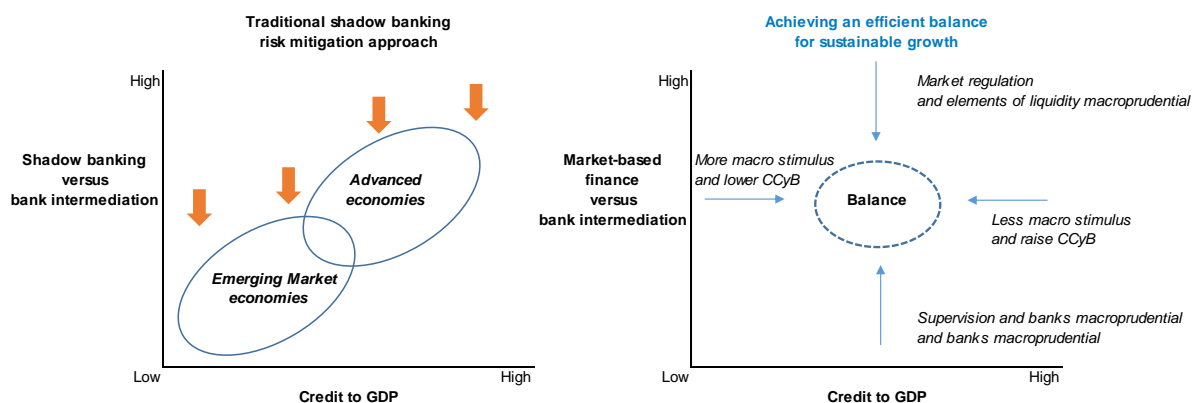 Traditional shadow banking
risk mitigation approach
High
Shadow banking
versus
bank intermediation
Advanced
economies
Emerging Market
economies
Low
High
Credit to GDP
Achieving an efficient balance
for sustainable growth
High
Market regulation
and elements of liquidity macroprudential
Market-based
finance
versus
bank intermediation
More macro stimulus
and lower CCyB
Balance
Less macro stimulus
and raise CCyB
Supervision and banks macroprudential
and banks macroprudential
Low
High
Credit to GDP